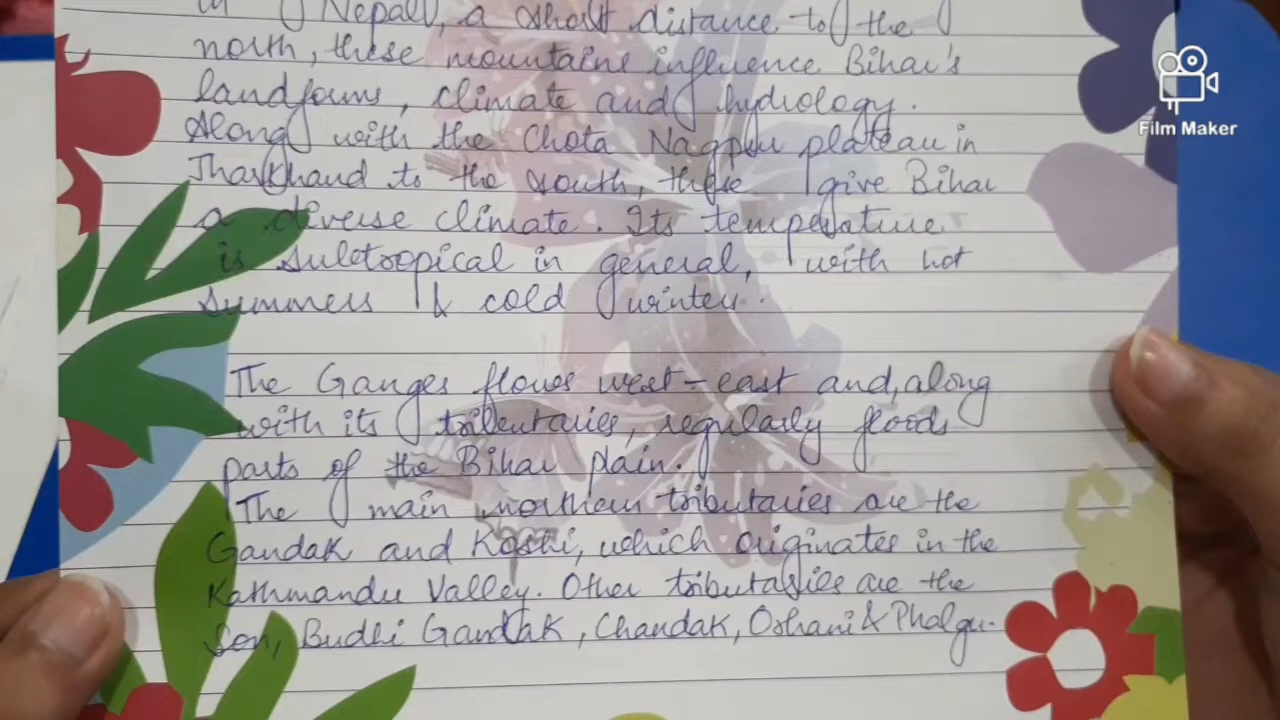 in Nepal, a short distance to the
north, these mountains influence Bihar's
landforms, climate and hydrology.
Along with the Chota Nagpur plateau in
Jharkhand to the south, these give Bihar
a diverse climate. Its temperature
is subtropical in general, with hot
summers & cold winters.
The Ganges flows west-east and, along
with its tributaries, regularly floods
parts of the Bihar plain.
The main northern tributaries are the
Gandak and Koshi, which originates in the
Kathmandu Valley. Other tributaries are the
Son, Budhi Gandak, Chandak, Orhani & Phalgu.
Film Maker